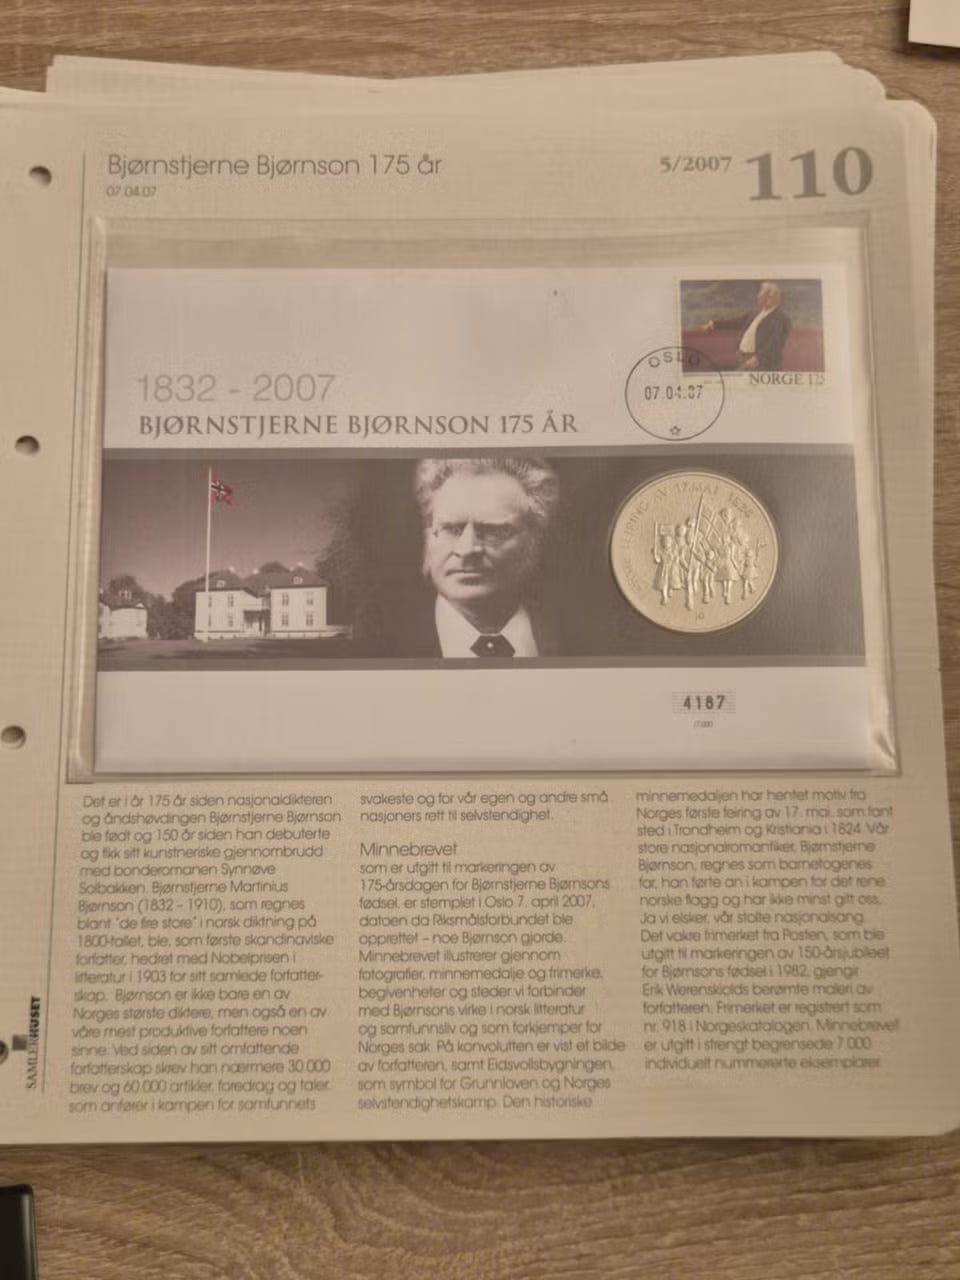 Bjørnstjerne Bjørnson 175 år
07.04.07
5/2007 110
1832 - 2007
BJØRNSTJERNE BJØRNSON 175 ÅR
NORGE 175
OSLO
07.04.07
FEIRING AV 17.MAI 1824
4187
Det er i år 175 år siden nasjonaldikteren
og åndshøvdingen Bjørnstjerne Bjørnson
ble født og 150 år siden han debuterte
og fikk sitt kunstneriske gjennombrudd
med bonderomanen Synnøve
Solbakken. Bjørnstjerne Martinius
Bjørnson (1832 – 1910), som regnes
blant "de fire store" i norsk diktning på
1800-tallet, ble, som første skandinaviske
forfatter, hedret med Nobelprisen i
litteratur i 1903 for sitt samlede forfatter-
skap. Bjørnson er ikke bare en av
Norges største diktere, men også en av
våre mest produktive forfattere noen
sinne. Ved siden av sitt omfattende
forfatterskap skrev han nærmere 30.000
brev og 60.000 artikler, foredrag og taler,
som anfører i kampen for samfunnets
svakeste og for vår egen og andre små
nasjoners rett til selvstendighet.
Minnebrevet
som er utgitt til markeringen av
175-årsdagen for Bjørnstjerne Bjørnsons
fødsel, er stemplet i Oslo 7. april 2007,
datoen da Riksmålsforbundet ble
opprettet – noe Bjørnson gjorde.
Minnebrevet illustrerer gjennom
fotografier, minnemedalje og frimerke,
begivenheter og steder vi forbinder
med Bjørnsons virke i norsk litteratur
og samfunnsliv og som forkjemper for
Norges sak. På konvolutten er vist et bilde
av forfatteren, samt Eidsvollsbygningen,
som symbol for Grunnloven og Norges
selvstendighetskamp. Den historiske
minnemedaljen har hentet motiv fra
Norges første feiring av 17. mai, som fant
sted i Trondheim og Kristiania i 1824. Vår
store nasjonalromantiker, Bjørnstjerne
Bjørnson, regnes som barnetogenes
far, han førte an i kampen for det rene
norske flagg og har ikke minst gitt oss,
Ja vi elsker, vår stolte nasjonalsang.
Det vakre frimerket fra Posten, som ble
utgitt til markeringen av 150-årsjubileet
for Bjørnsons fødsel i 1982, gjengir
Erik Werenskiolds berømte maleri av
forfatteren. Frimerket er registrert som
nr. 918 i Norgeskatalogen. Minnebrevet
er utgitt i strengt begrensede 7.000
individuelt nummererte eksemplarer.
SAMLERHUSET